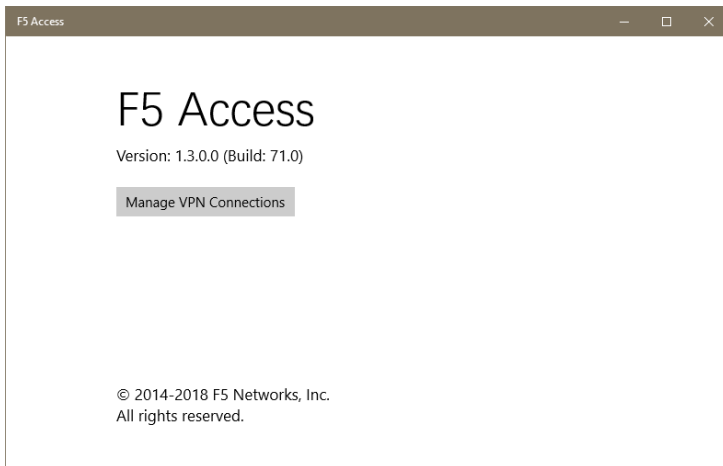 F5 Access
F5 Access
Version: 1.3.0.0 (Build: 71.0)
Manage VPN Connections
© 2014-2018 F5 Networks, Inc.
All rights reserved.